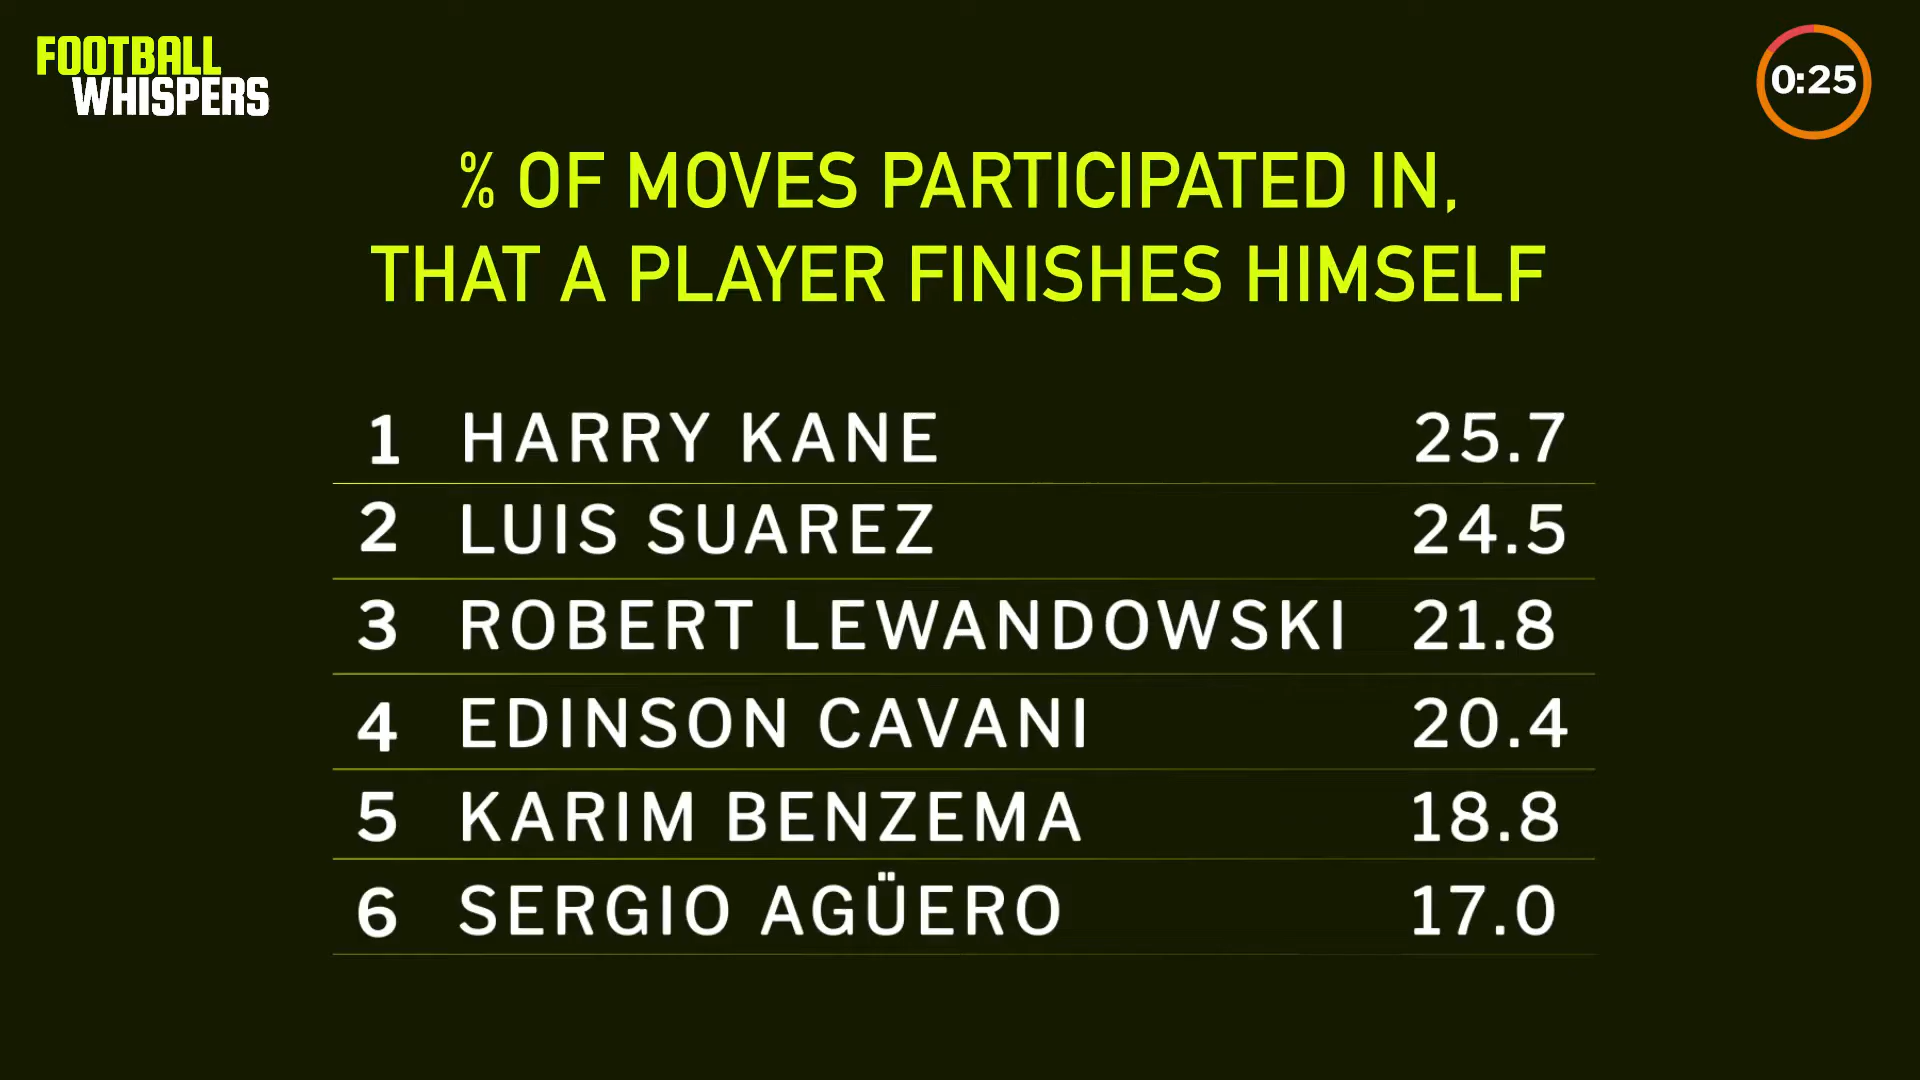 FOOTBALL
WHISPERS
0:25
% OF MOVES PARTICIPATED IN,
THAT A PLAYER FINISHES HIMSELF
1 HARRY KANE 25.7
2 LUIS SUAREZ 24.5
3 ROBERT LEWANDOWSKI 21.8
4 EDINSON CAVANI 20.4
5 KARIM BENZEMA 18.8
6 SERGIO AGÜERO 17.0